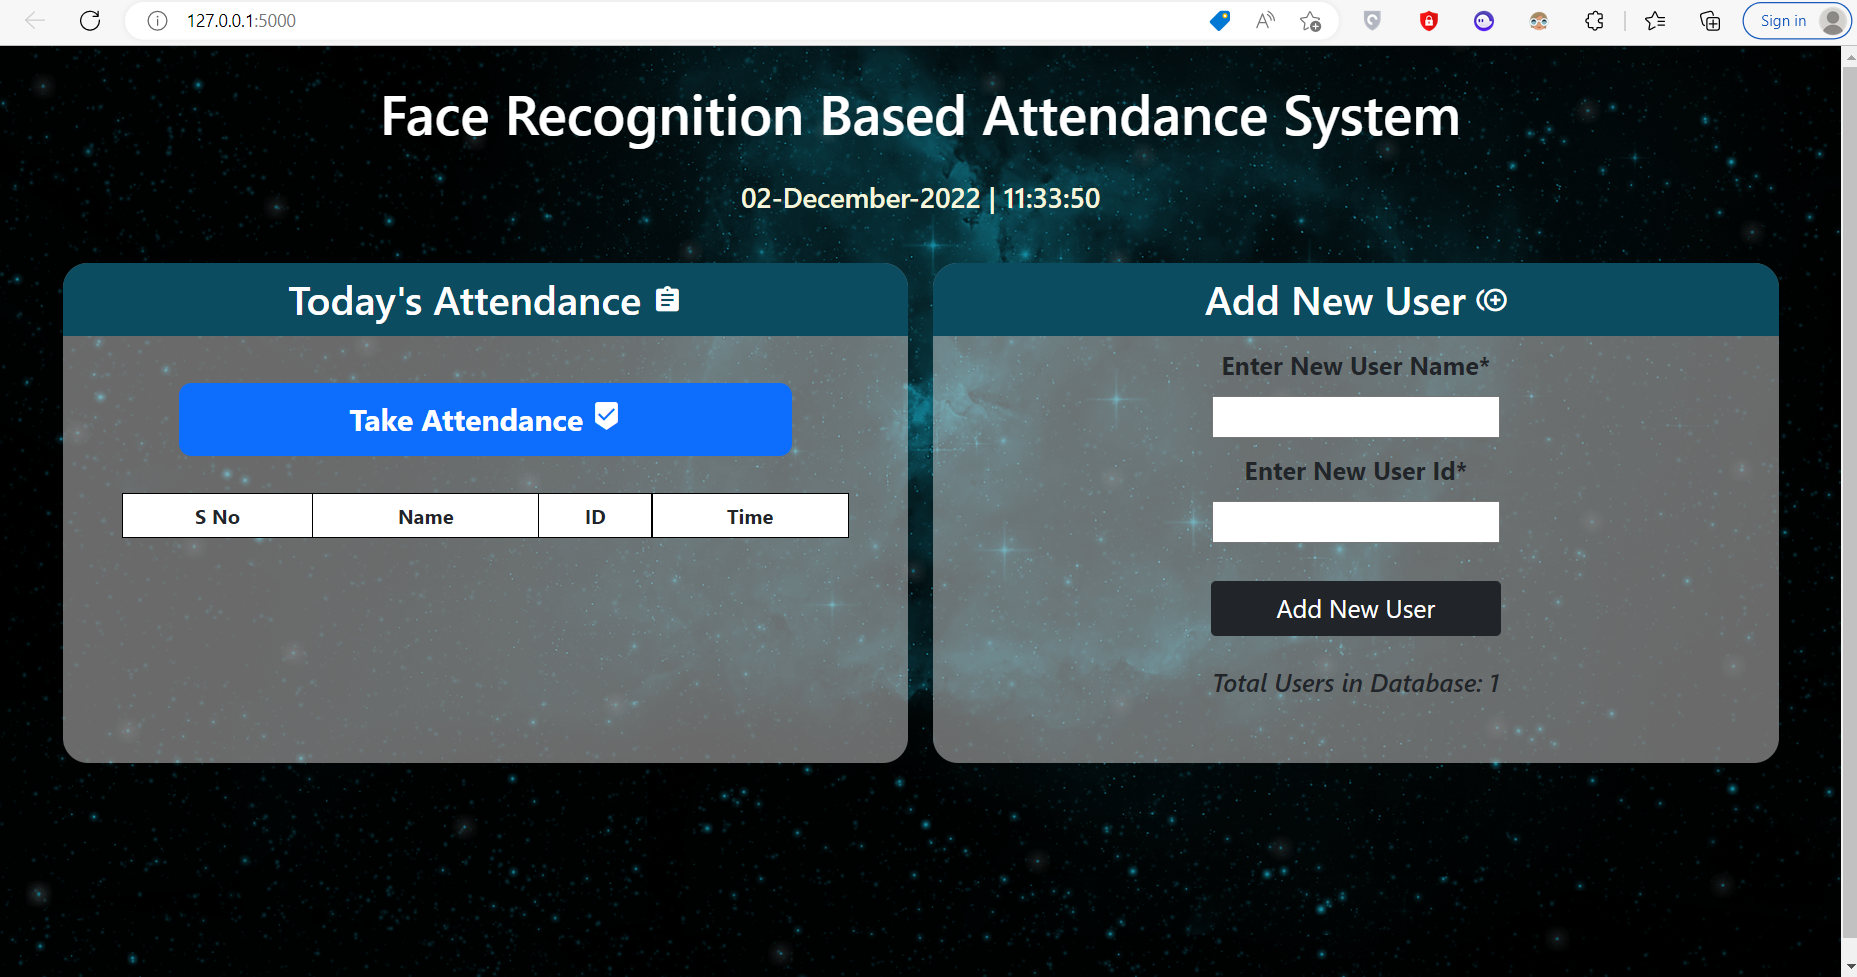 127.0.0.1:5000
Sign in
Face Recognition Based Attendance System
02-December-2022 | 11:33:50
Today's Attendance
Take Attendance
S No Name ID Time
Add New User
Enter New User Name*
Enter New User Id*
Add New User
Total Users in Database: 1